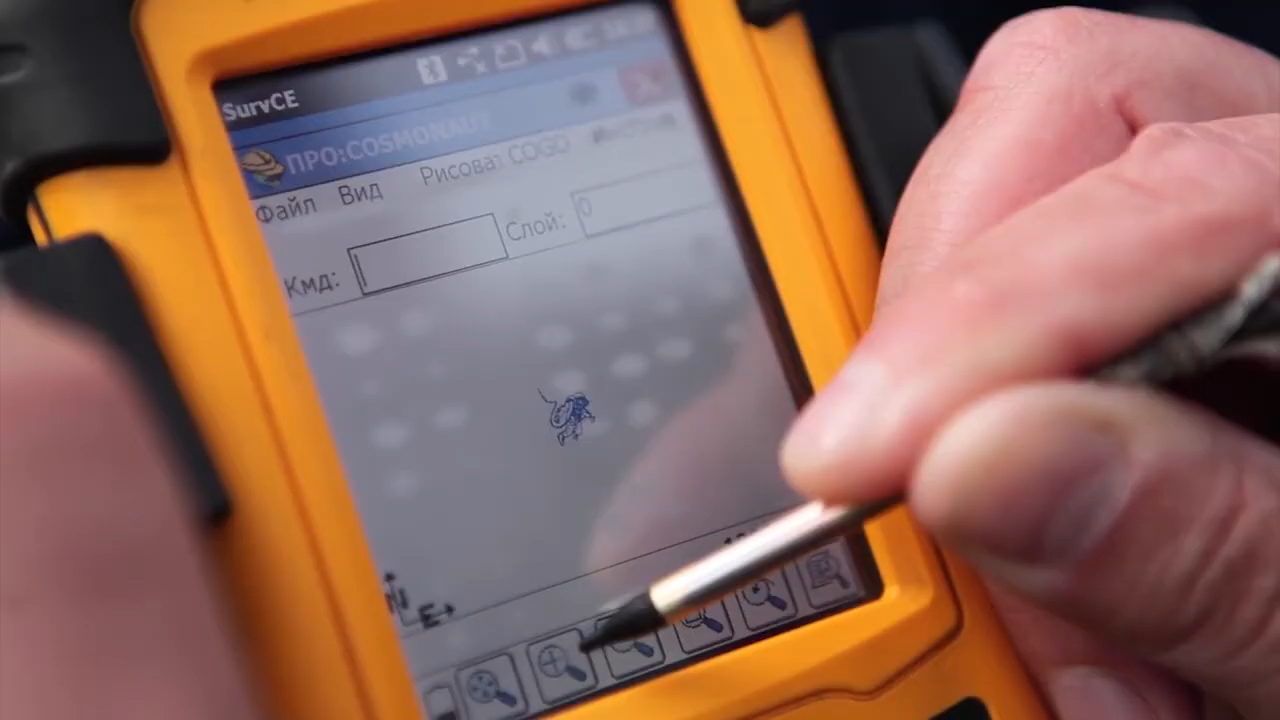 SurvCE
ПРО:COSMONAUT
Файл Вид Рисоват COGO
Кмд: Слой: 0
N
E